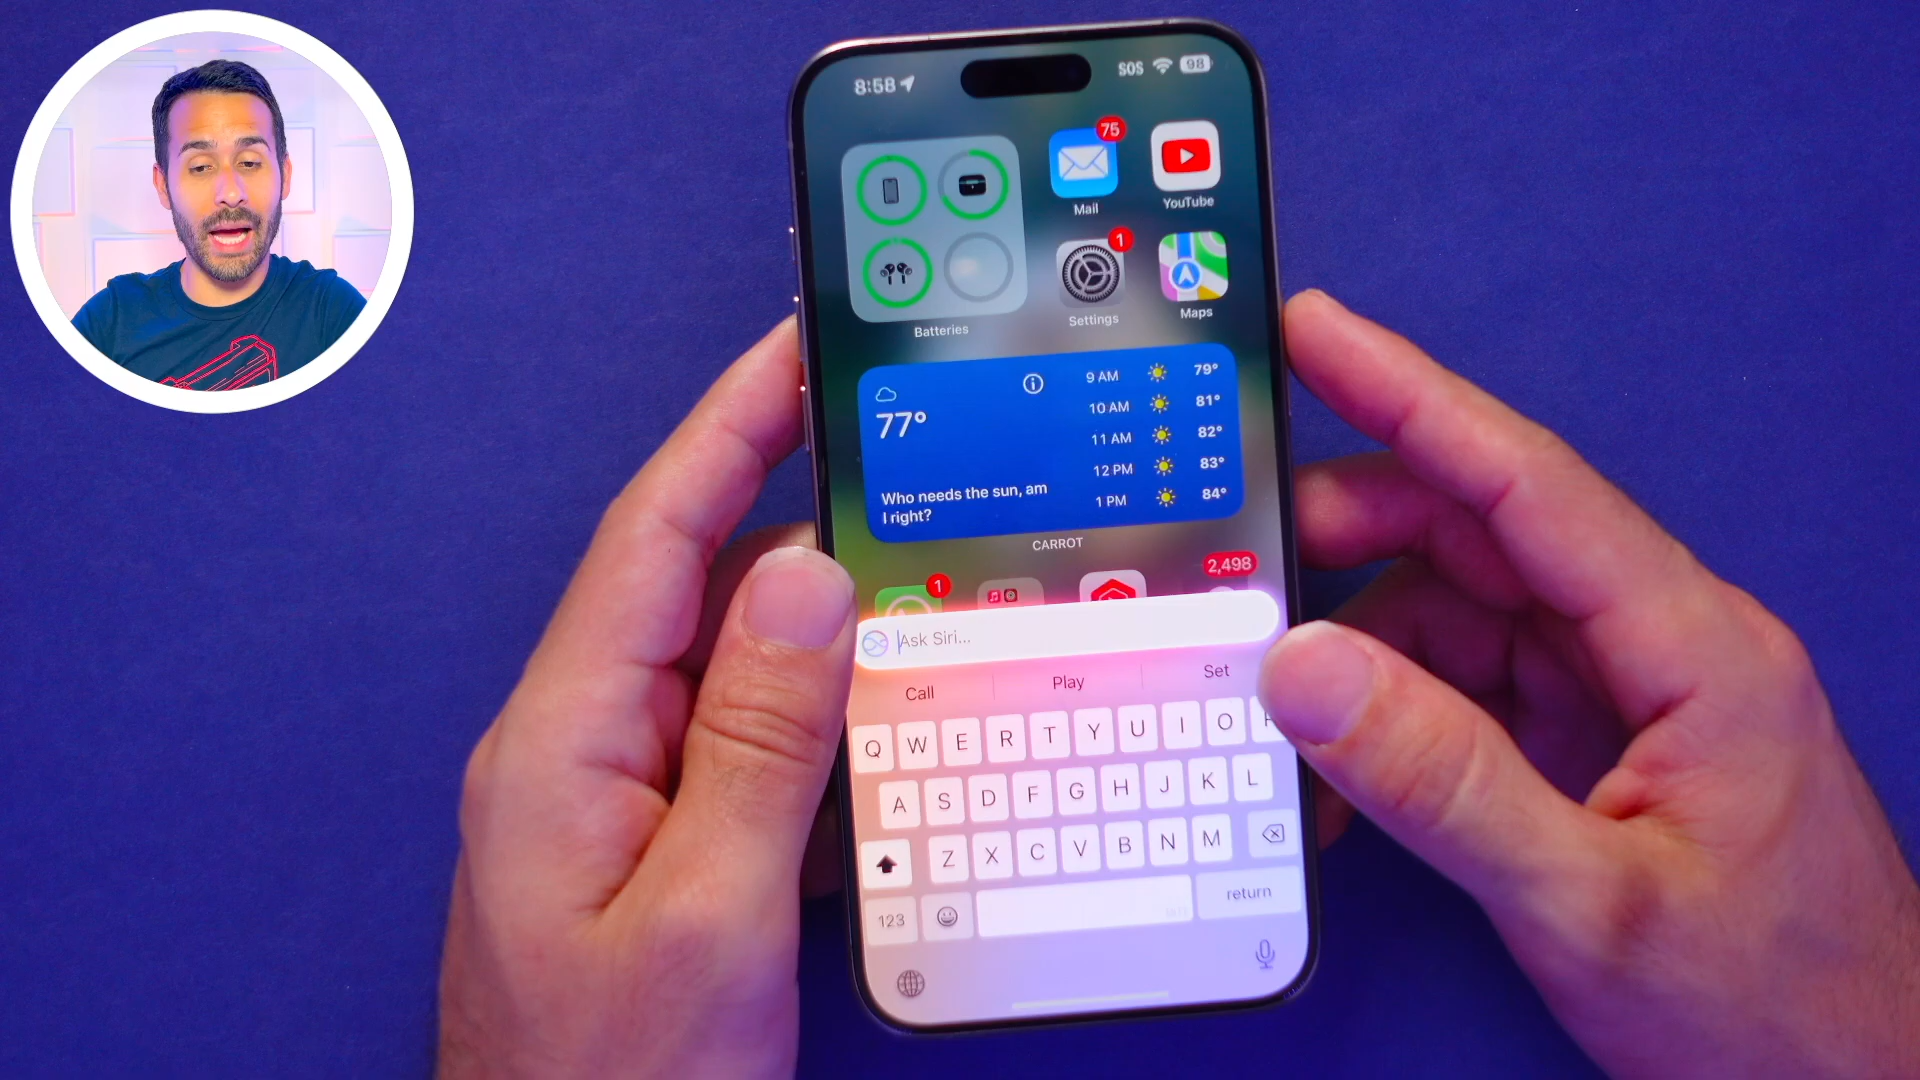 8:58
SOS 98
75
Mail
YouTube
1
Settings
Maps
Batteries
77°
9 AM 79°
10 AM 81°
11 AM 82°
12 PM 83°
1 PM 84°
Who needs the sun, am
I right?
CARROT
1
2,498
Ask Siri...
Call Play Set
Q W E R T Y U I O P
A S D F G H J K L
Z X C V B N M
123
return